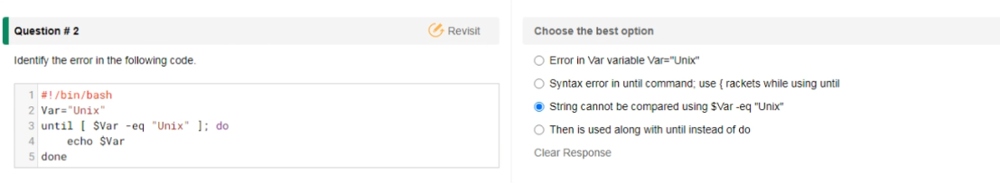 Question # 2
Revisit
Identify the error in the following code.
1 #!/bin/bash
2 Var="Unix"
3 until [ $Var -eq "Unix" ]; do
4 echo $Var
5 done
Choose the best option
Error in Var variable Var="Unix"
Syntax error in until command; use { rackets while using until
String cannot be compared using $Var -eq "Unix"
Then is used along with until instead of do
Clear Response